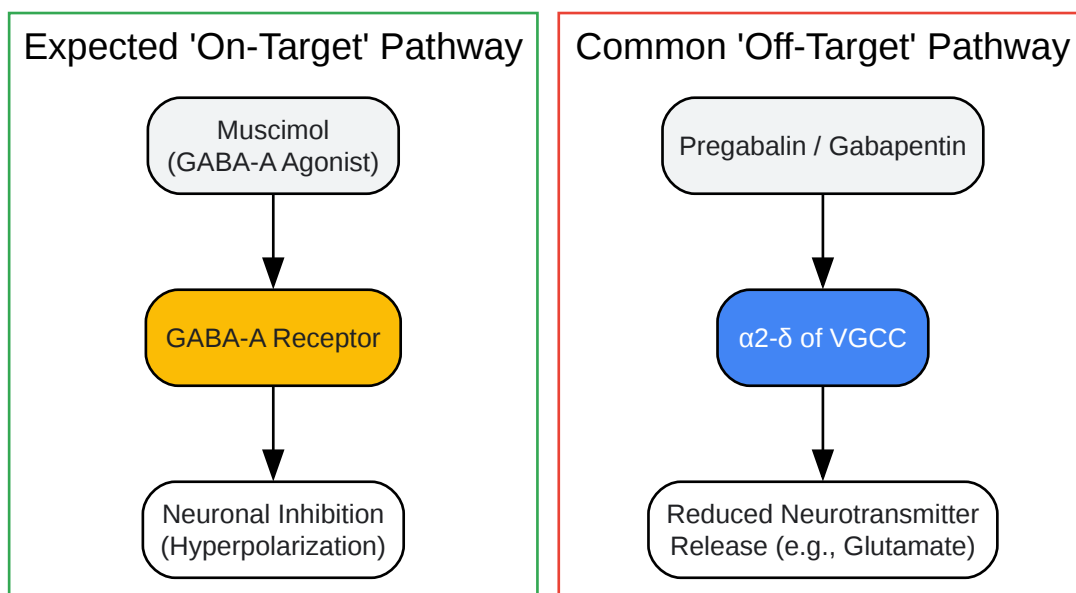 Expected 'On-Target' Pathway
Muscimol
(GABA-A Agonist)
GABA-A Receptor
Neuronal Inhibition
(Hyperpolarization)
Common 'Off-Target' Pathway
Pregabalin / Gabapentin
α2-δ of VGCC
Reduced Neurotransmitter
Release (e.g., Glutamate)